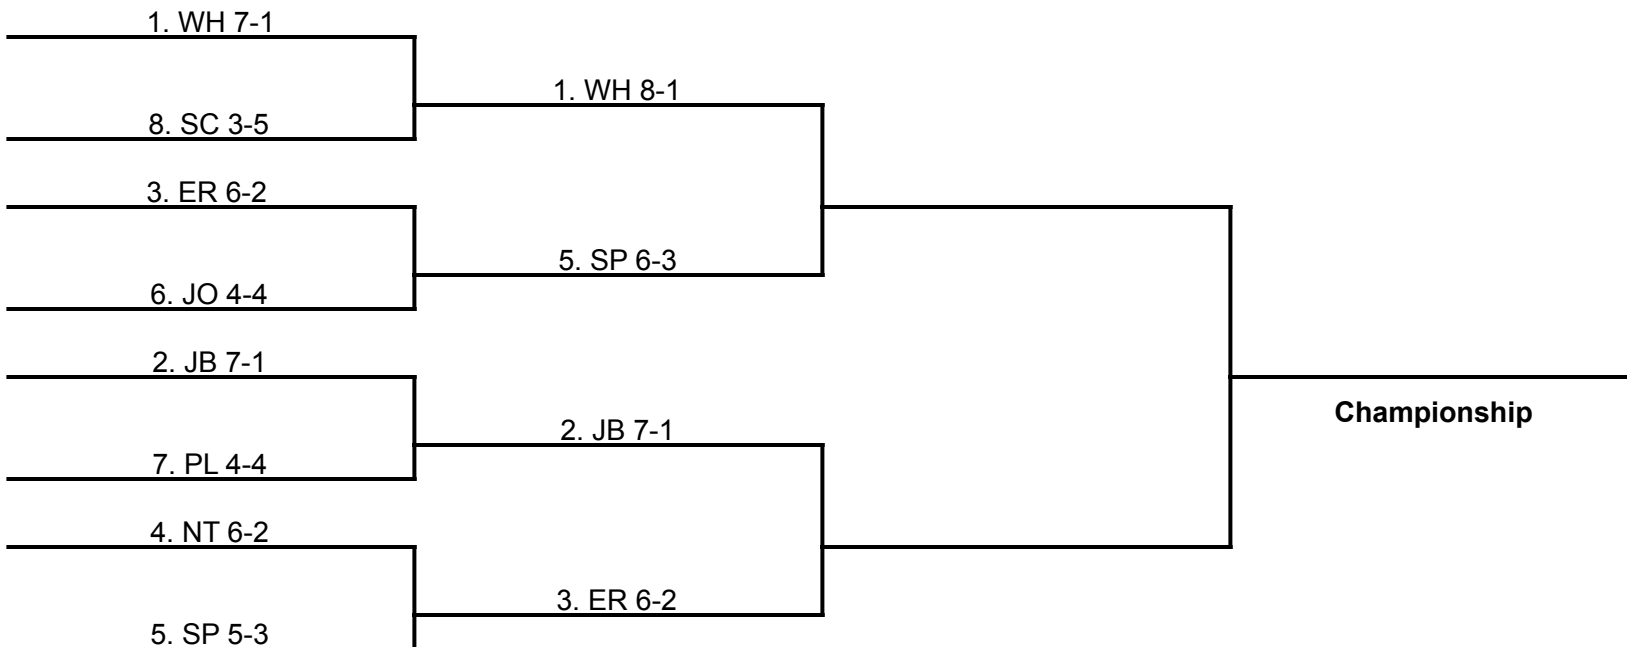 1. WH 7-1
8. SC 3-5
3. ER 6-2
6. JO 4-4
2. JB 7-1
7. PL 4-4
4. NT 6-2
5. SP 5-3
1. WH 8-1
5. SP 6-3
2. JB 7-1
3. ER 6-2
Championship